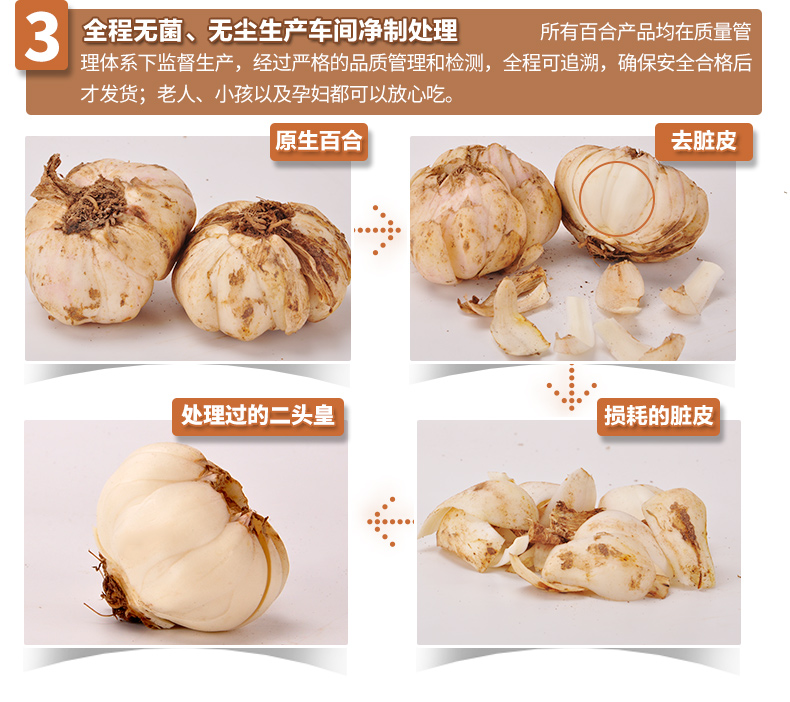 3
全程无菌、无尘生产车间净制处理 所有百合产品均在质量管
理体系下监督生产，经过严格的品质管理和检测，全程可追溯，确保安全合格后
才发货；老人、小孩以及孕妇都可以放心吃。
原生百合
去脏皮
处理过的二头皇
损耗的脏皮